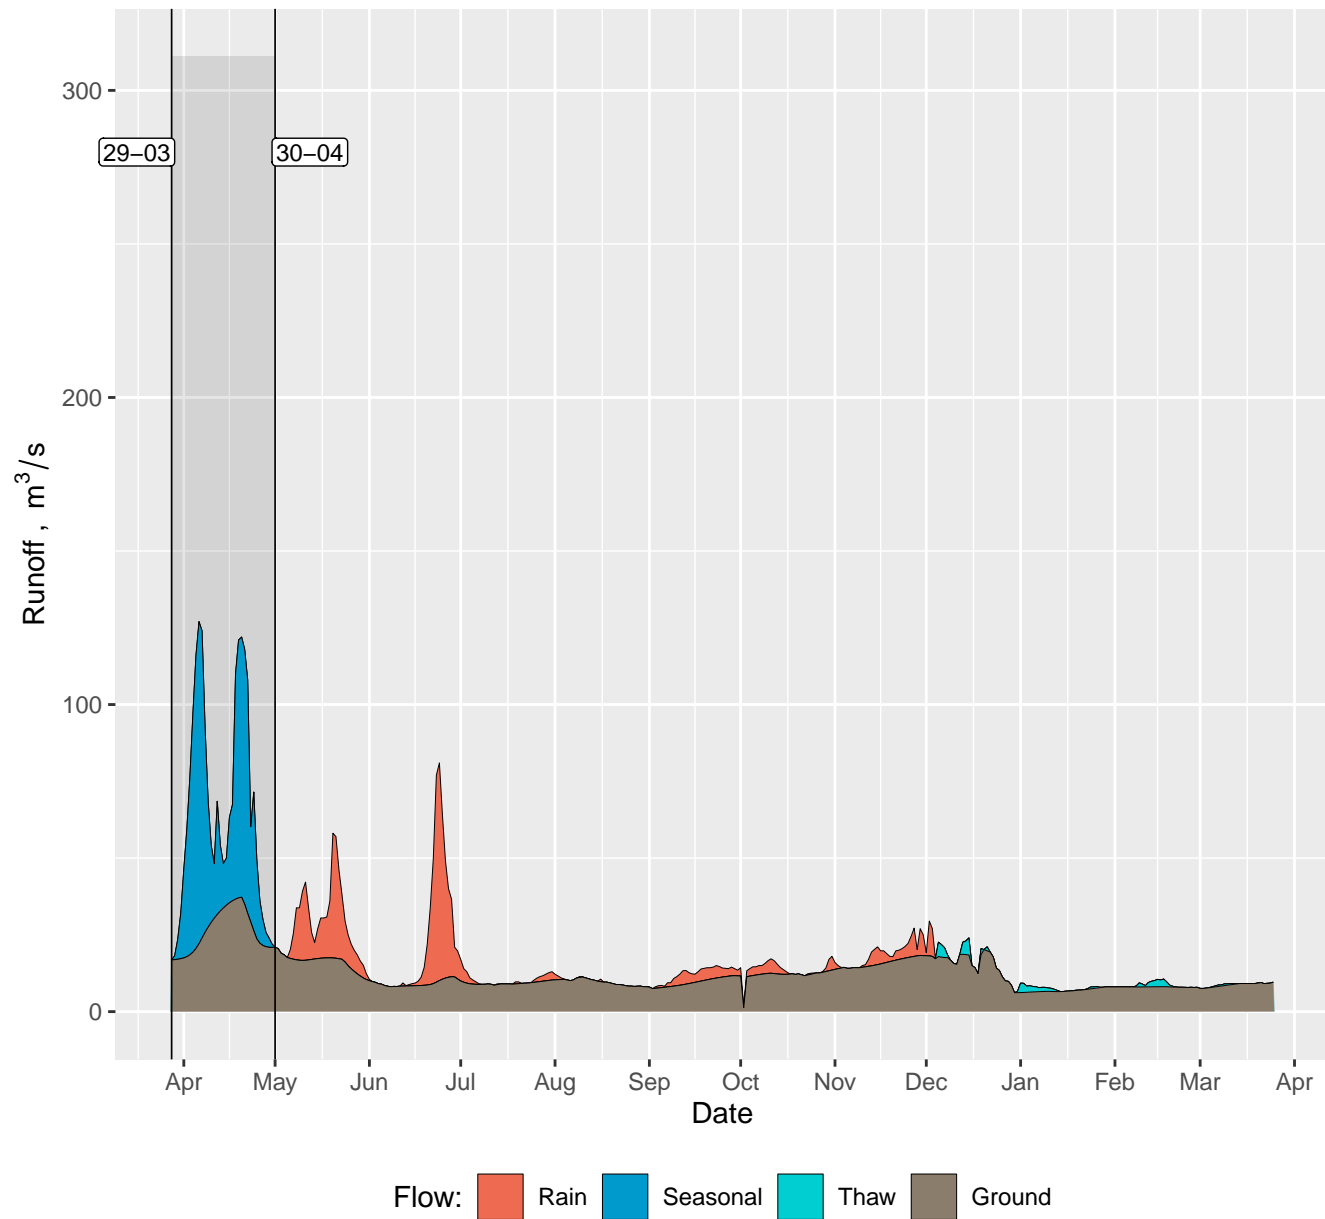 300
29−03
30−04
200
Runoff , m³/s
100
0
Apr May Jun Jul Aug Sep Oct Nov Dec Jan Feb Mar Apr
Date
Flow: Rain Seasonal Thaw Ground